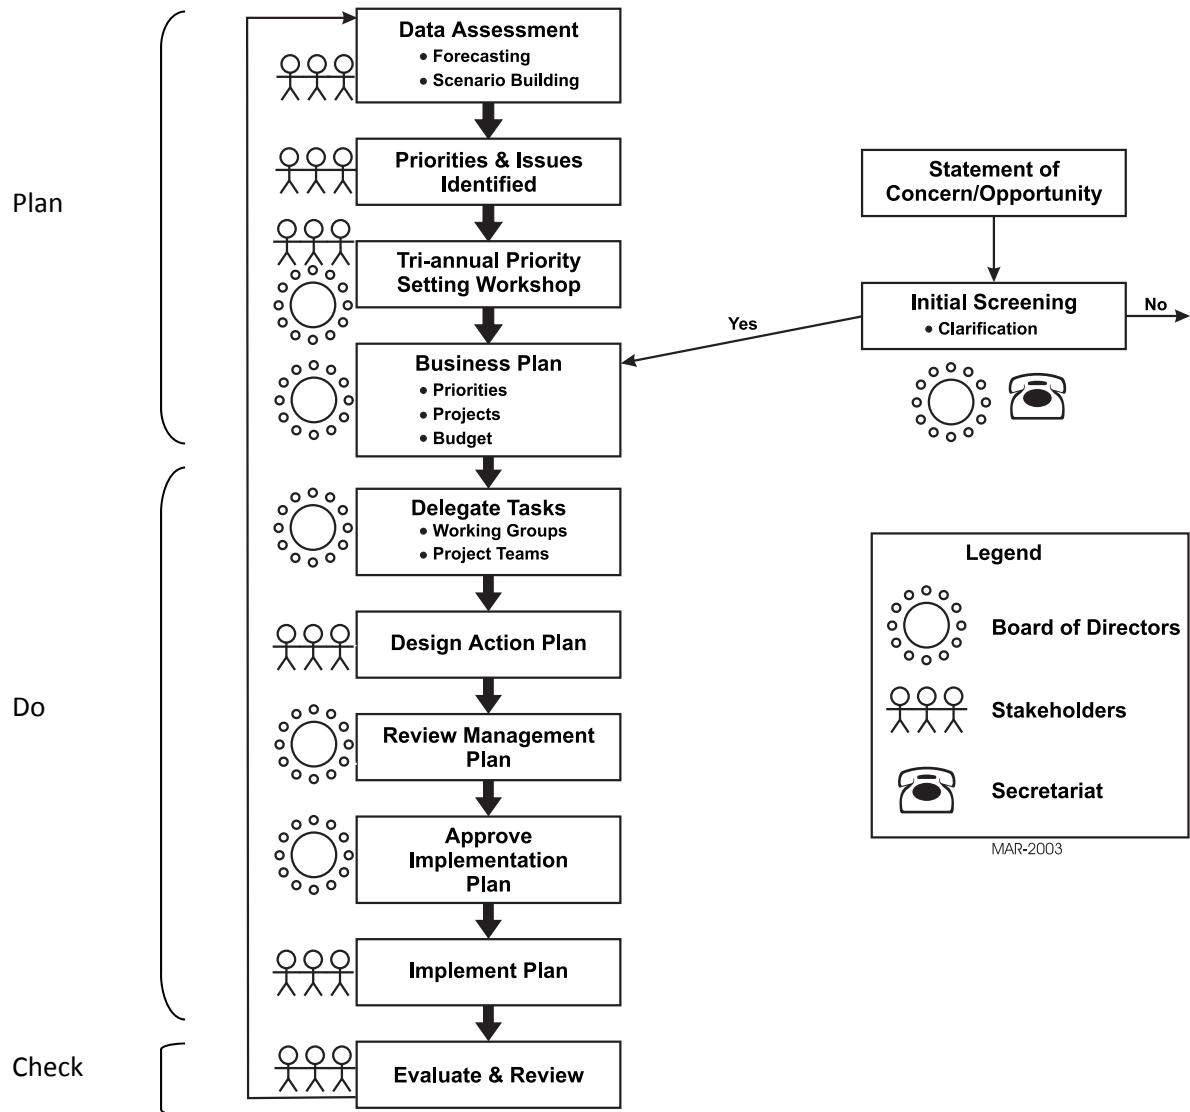 Plan
Do
Check
Data Assessment
• Forecasting
• Scenario Building
Priorities & Issues
Identified
Tri-annual Priority
Setting Workshop
Business Plan
• Priorities
• Projects
• Budget
Delegate Tasks
• Working Groups
• Project Teams
Design Action Plan
Review Management
Plan
Approve
Implementation
Plan
Implement Plan
Evaluate & Review
Statement of
Concern/Opportunity
Initial Screening
• Clarification
Yes
No
Legend
Board of Directors
Stakeholders
Secretariat
MAR-2003